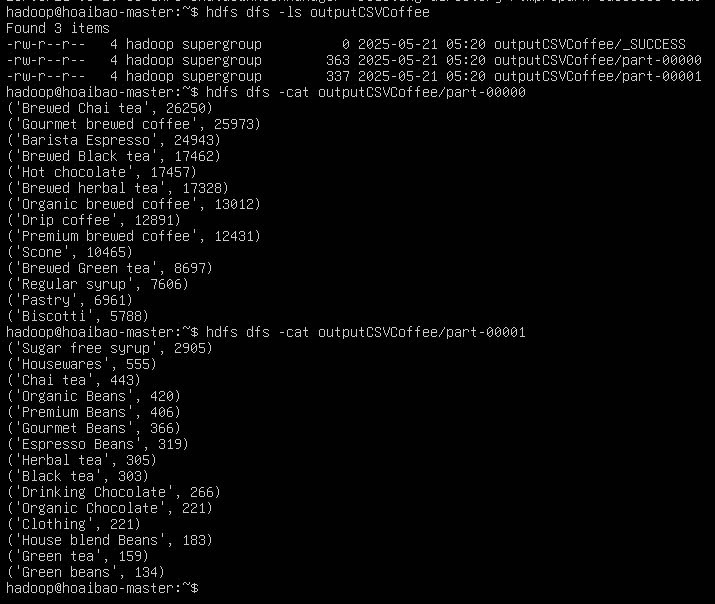 hadoop@hoaibao-master:~$ hdfs dfs -ls outputCSVCoffee
Found 3 items
-rw-r--r--   4 hadoop supergroup          0 2025-05-21 05:20 outputCSVCoffee/_SUCCESS
-rw-r--r--   4 hadoop supergroup        363 2025-05-21 05:20 outputCSVCoffee/part-00000
-rw-r--r--   4 hadoop supergroup        337 2025-05-21 05:20 outputCSVCoffee/part-00001
hadoop@hoaibao-master:~$ hdfs dfs -cat outputCSVCoffee/part-00000
('Brewed Chai tea', 26250)
('Gourmet brewed coffee', 25973)
('Barista Espresso', 24943)
('Brewed Black tea', 17462)
('Hot chocolate', 17457)
('Brewed herbal tea', 17328)
('Organic brewed coffee', 13012)
('Drip coffee', 12891)
('Premium brewed coffee', 12431)
('Scone', 10465)
('Brewed Green tea', 8697)
('Regular syrup', 7606)
('Pastry', 6961)
('Biscotti', 5788)
hadoop@hoaibao-master:~$ hdfs dfs -cat outputCSVCoffee/part-00001
('Sugar free syrup', 2905)
('Housewares', 555)
('Chai tea', 443)
('Organic Beans', 420)
('Premium Beans', 406)
('Gourmet Beans', 366)
('Espresso Beans', 319)
('Herbal tea', 305)
('Black tea', 303)
('Drinking Chocolate', 266)
('Organic Chocolate', 221)
('Clothing', 221)
('House blend Beans', 183)
('Green tea', 159)
('Green beans', 134)
hadoop@hoaibao-master:~$